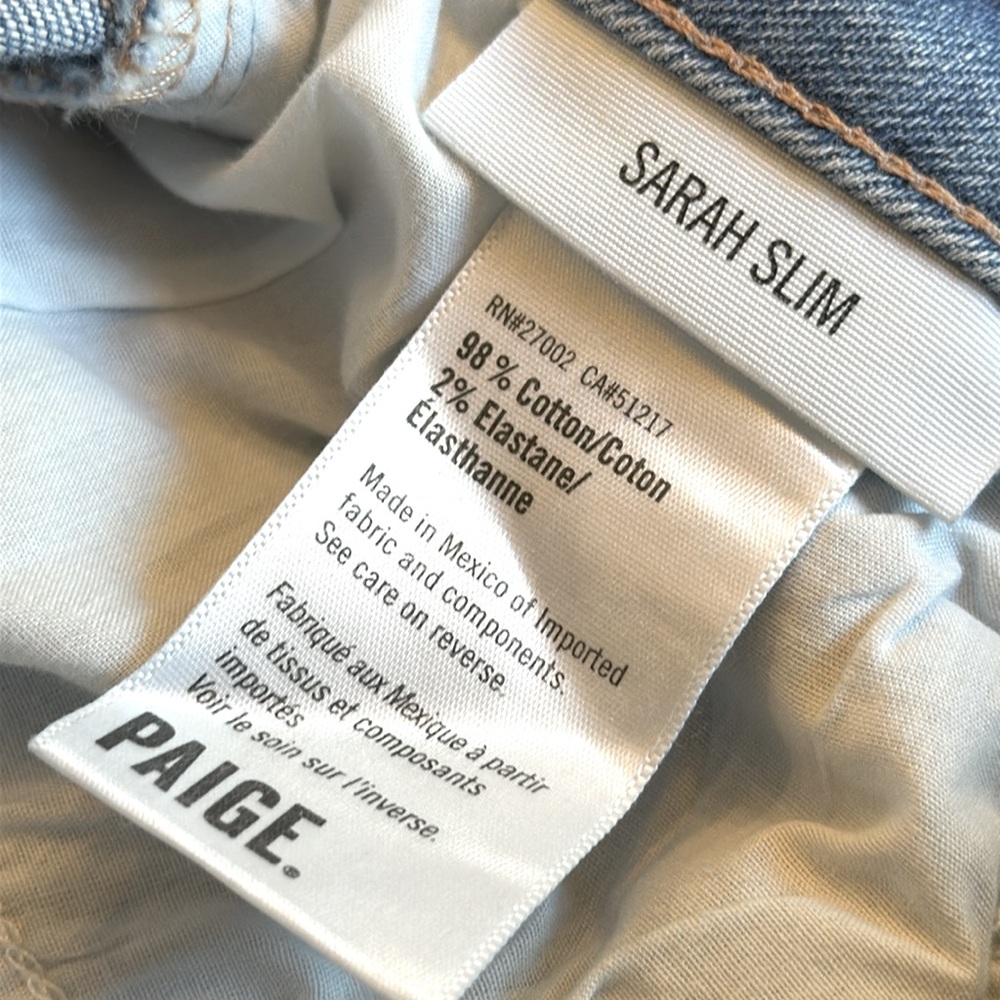 SARAH SLIM
RN#27002 CA#51217
98% Cotton/Coton
2% Elastane/
Élasthanne
Made in Mexico of Imported
fabric and components.
See care on reverse.
Fabriqué aux Mexique à partir
de tissus et composants
importés
Voir le soin sur l'inverse.
PAIGE®